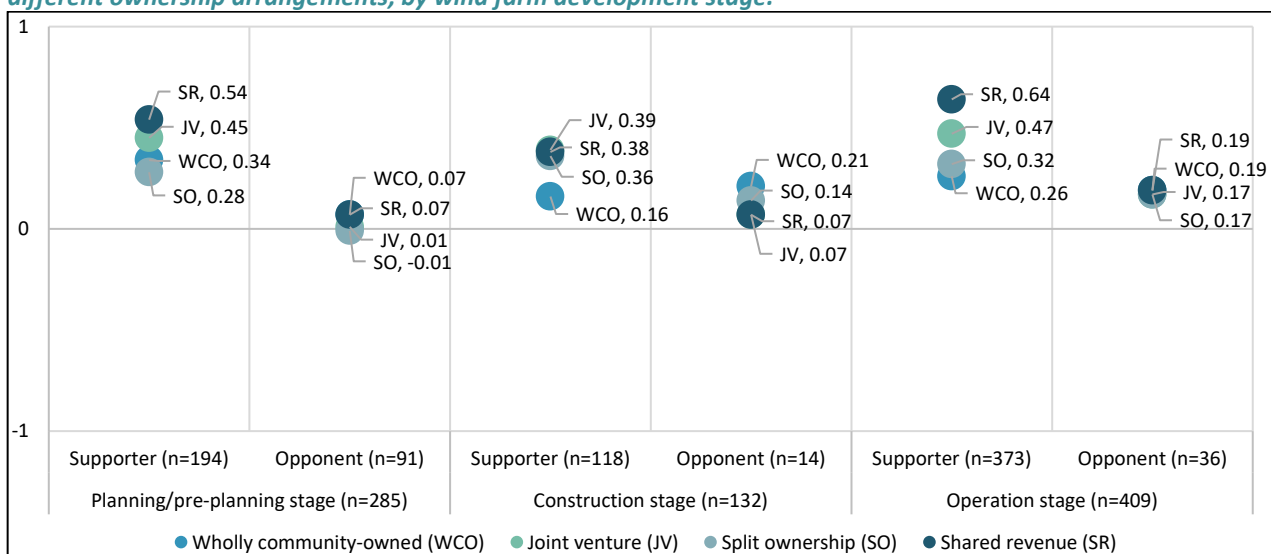 different ownership arrangements, by wind farm development stage.
1
0
-1
SR, 0.54
JV, 0.45
WCO, 0.34
SO, 0.28
WCO, 0.07
SR, 0.07
JV, 0.01
SO, -0.01
JV, 0.39
SR, 0.38
SO, 0.36
WCO, 0.16
WCO, 0.21
SO, 0.14
SR, 0.07
JV, 0.07
SR, 0.64
JV, 0.47
SO, 0.32
WCO, 0.26
SR, 0.19
WCO, 0.19
JV, 0.17
SO, 0.17
Supporter (n=194) Opponent (n=91) Supporter (n=118) Opponent (n=14) Supporter (n=373) Opponent (n=36)
Planning/pre-planning stage (n=285) Construction stage (n=132) Operation stage (n=409)
Wholly community-owned (WCO) Joint venture (JV) Split ownership (SO) Shared revenue (SR)